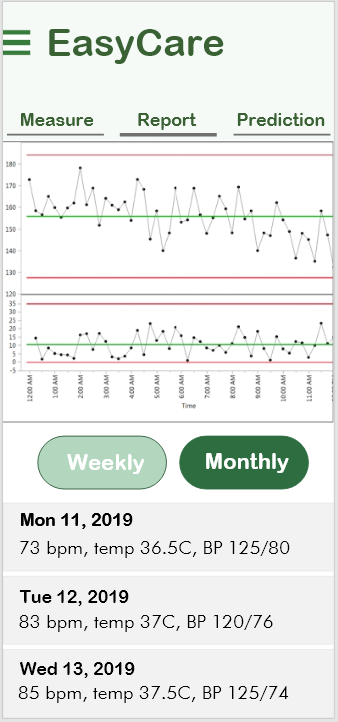 EasyCare
Measure Report Prediction
180
170
160
150
140
130
120
35
30
25
20
15
10
5
0
-5
12:00 AM 1:00 AM 2:00 AM 3:00 AM 4:00 AM 5:00 AM 6:00 AM 7:00 AM 8:00 AM 9:00 AM 10:00 AM 11:00 AM
Time
Weekly Monthly
Mon 11, 2019
73 bpm, temp 36.5C, BP 125/80
Tue 12, 2019
83 bpm, temp 37C, BP 120/76
Wed 13, 2019
85 bpm, temp 37.5C, BP 125/74